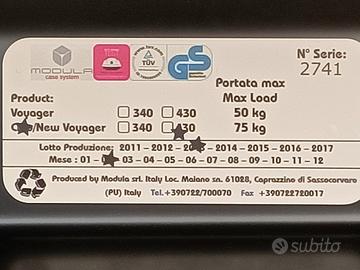 MODULA
case system
TEST
TÜV
GS
N° Serie:
2741
Portata max
Product: Max Load
Voyager 340 430 50 kg
/New Voyager 340 430 75 kg
Lotto Produzione: 2011 - 2012 - - 2014 - 2015 - 2016 - 2017
Mese : 01 - - 03 - 04 - 05 - 06 - 07 - 08 - 09 - 10 - 11 - 12
Produced by Modula srl. Italy Loc. Maiano sn. 61028, Caprazzino di Sassocorvaro
(PU) Italy Tel.+390722/700070 Fax +390722720017
subito